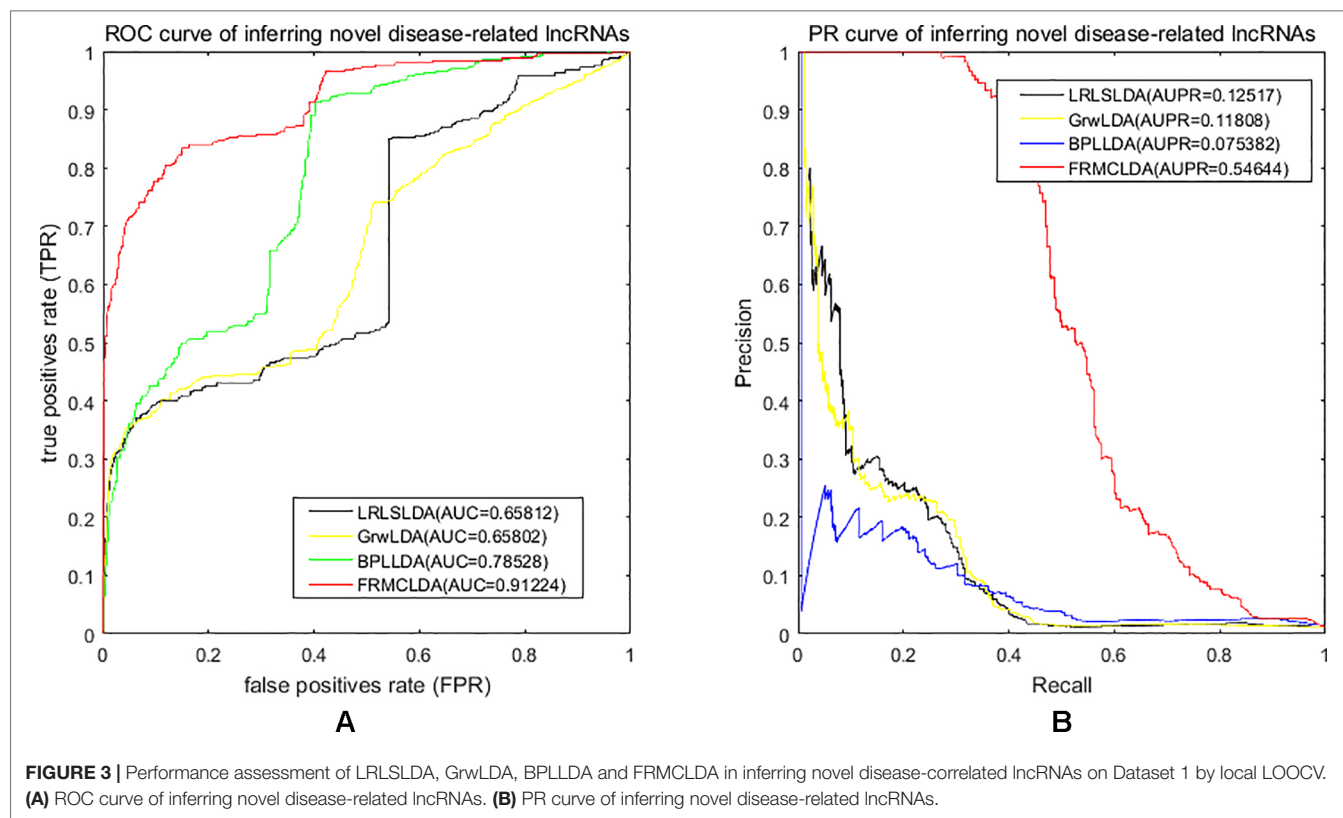 ROC curve of inferring novel disease-related lncRNAs
1
0.9
0.8
0.7
0.6
0.5
0.4
0.3
0.2
0.1
0
true positives rate (TPR)
LRLSLDA(AUC=0.65812)
GrwLDA(AUC=0.65802)
BPLLDA(AUC=0.78528)
FRMCLDA(AUC=0.91224)
0 0.2 0.4 0.6 0.8 1
false positives rate (FPR)
A
PR curve of inferring novel disease-related lncRNAs
1
0.9
0.8
0.7
0.6
0.5
0.4
0.3
0.2
0.1
0
Precision
LRLSLDA(AUPR=0.12517)
GrwLDA(AUPR=0.11808)
BPLLDA(AUPR=0.075382)
FRMCLDA(AUPR=0.54644)
0 0.2 0.4 0.6 0.8 1
Recall
B
FIGURE 3 | Performance assessment of LRLSLDA, GrwLDA, BPLLDA and FRMCLDA in inferring novel disease-correlated lncRNAs on Dataset 1 by local LOOCV.
(A) ROC curve of inferring novel disease-related lncRNAs. (B) PR curve of inferring novel disease-related lncRNAs.